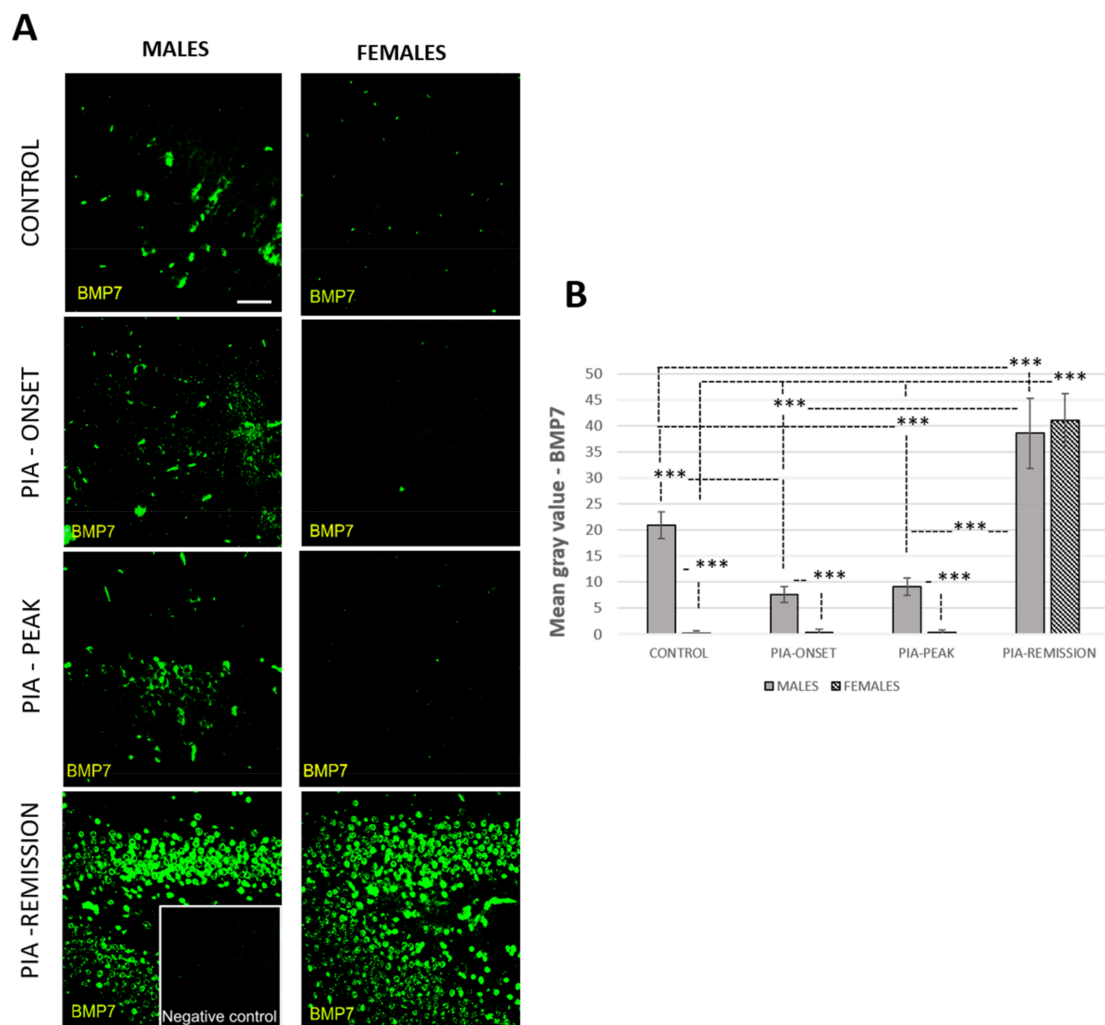 A
MALES
FEMALES
CONTROL
BMP7
BMP7
PIA - ONSET
BMP7
BMP7
PIA - PEAK
BMP7
BMP7
PIA -REMISSION
BMP7
Negative control
BMP7
B
Mean gray value - BMP7
50
45
40
35
30
25
20
15
10
5
0
***
***
***
***
***
***
***
***
***
CONTROL
PIA-ONSET
PIA-PEAK
PIA-REMISSION
MALES
FEMALES